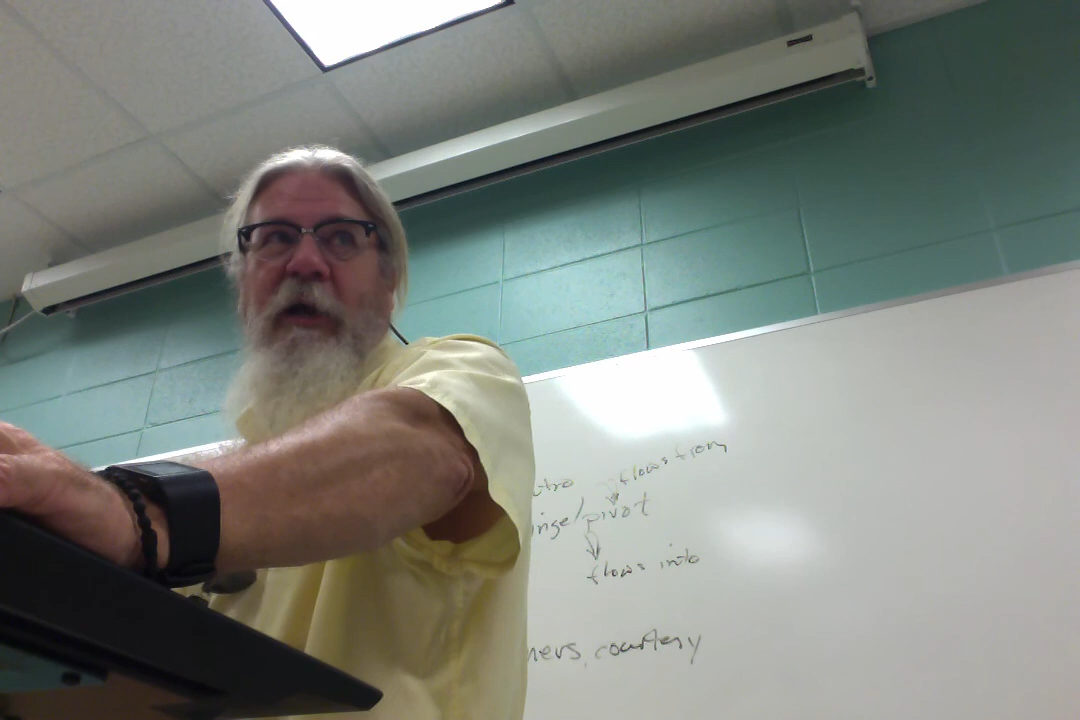 flows from
tro
inge/pivot
flows into
ners, courtesy